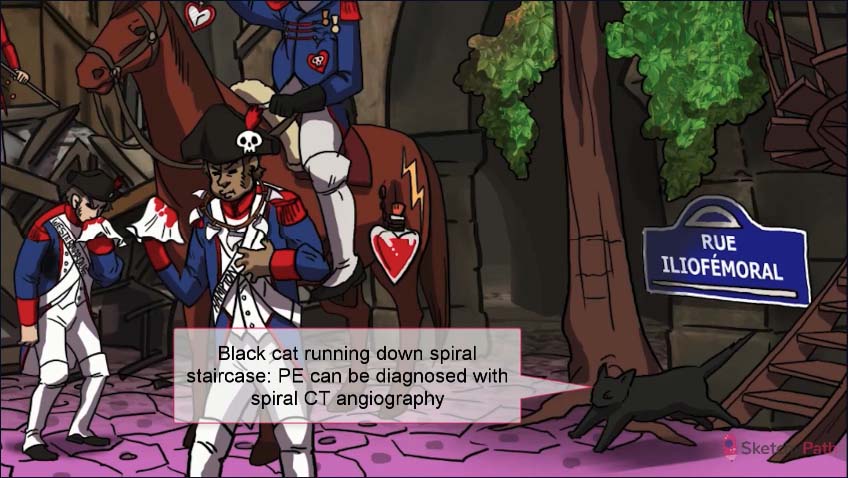 RUE
ILIOFÉMORAL
Black cat running down spiral
staircase: PE can be diagnosed with
spiral CT angiography
Sketchy Path